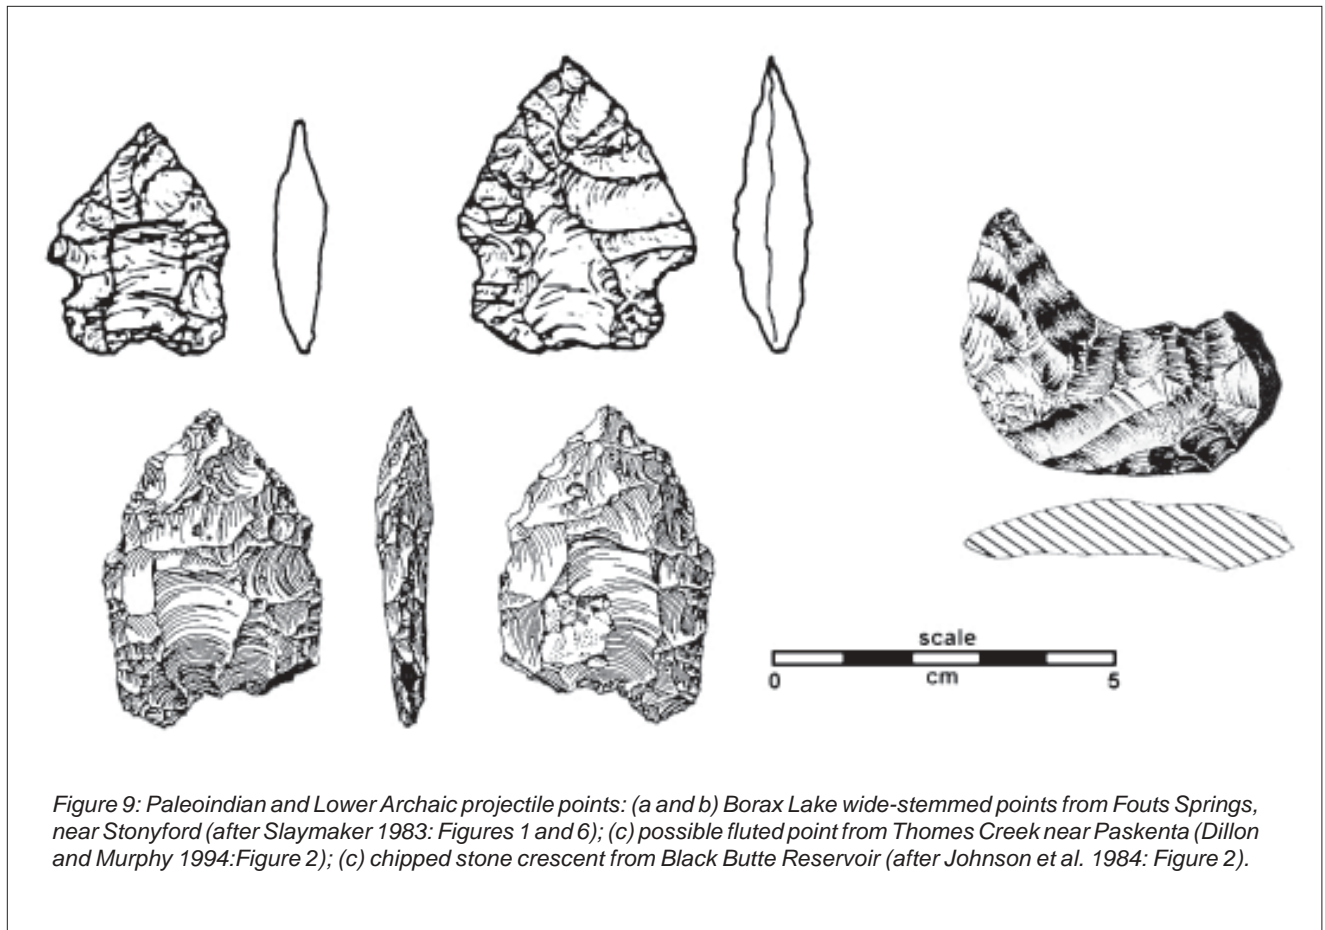 scale
0 cm 5
Figure 9: Paleoindian and Lower Archaic projectile points: (a and b) Borax Lake wide-stemmed points from Fouts Springs,
near Stonyford (after Slaymaker 1983: Figures 1 and 6); (c) possible fluted point from Thomes Creek near Paskenta (Dillon
and Murphy 1994:Figure 2); (c) chipped stone crescent from Black Butte Reservoir (after Johnson et al. 1984: Figure 2).